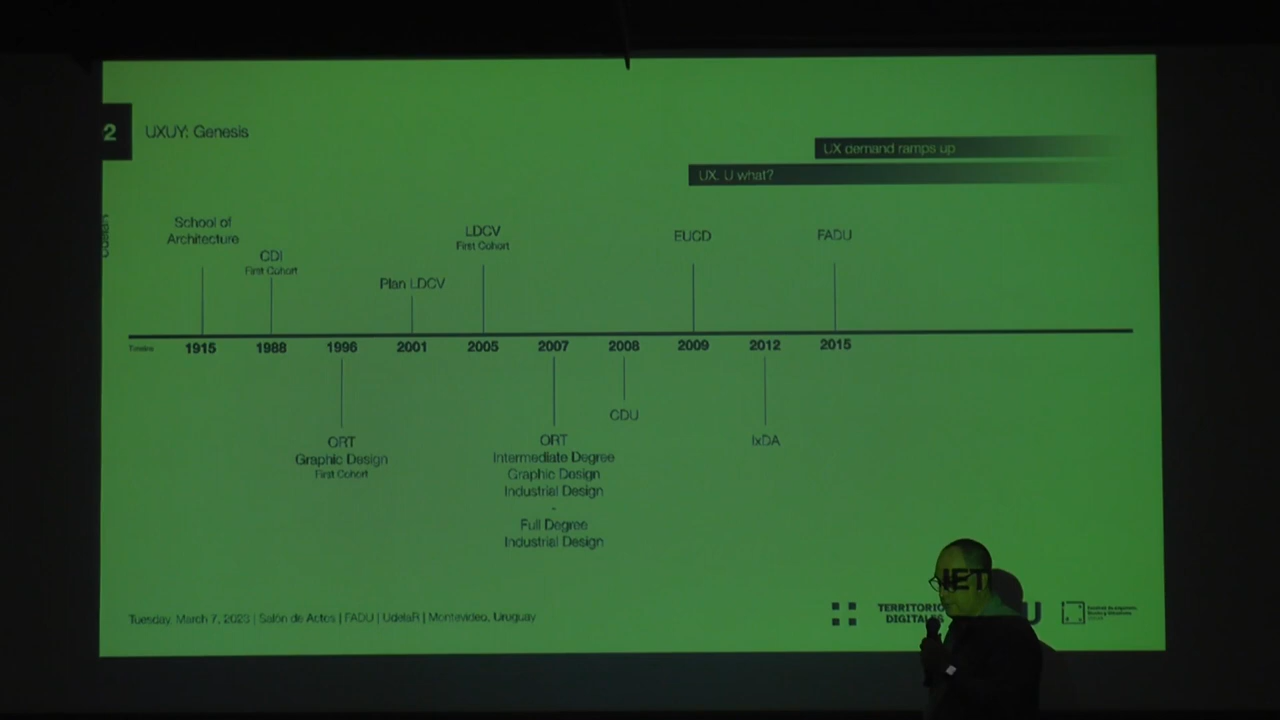 2
UXUY: Genesis
UX demand ramps up
UX. U what?
School of
Architecture
CDI
First Cohort
Plan LDCV
LDCV
First Cohort
EUCD
FADU
Timeline
1915
1988
1996
2001
2005
2007
2008
2009
2012
2015
ORT
Graphic Design
First Cohort
ORT
Intermediate Degree
Graphic Design
Industrial Design
-
Full Degree
Industrial Design
CDU
IxDA
Tuesday, March 7, 2023 | Salón de Actos | FADU | UdelaR | Montevideo, Uruguay
TERRITORIO
DIGITALES